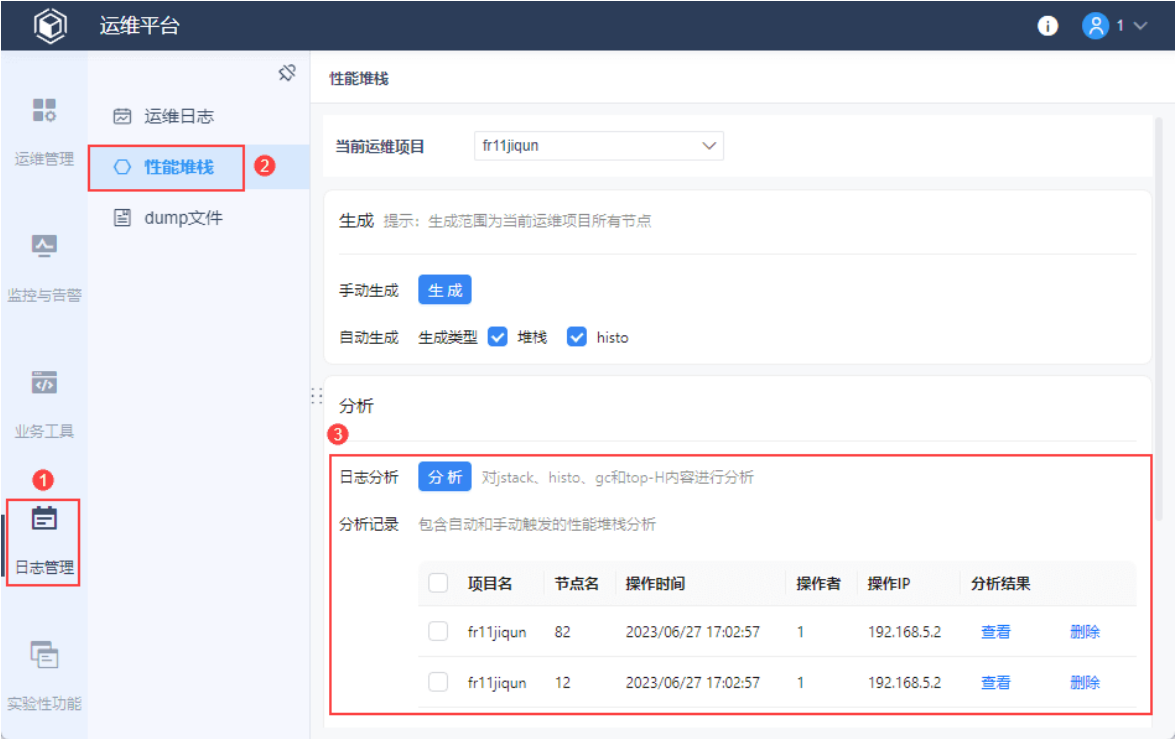 运维平台
1
性能堆栈
运维管理
监控与告警
业务工具
1
日志管理
实验性功能
运维日志
性能堆栈
2
dump文件
当前运维项目 fr11jiqun
生成 提示：生成范围为当前运维项目所有节点
手动生成 生成
自动生成 生成类型 堆栈 histo
分析
3
日志分析 分析 对jstack、histo、gc和top-H内容进行分析
分析记录 包含自动和手动触发的性能堆栈分析
项目名 节点名 操作时间 操作者 操作IP 分析结果
fr11jiqun 82 2023/06/27 17:02:57 1 192.168.5.2 查看 删除
fr11jiqun 12 2023/06/27 17:02:57 1 192.168.5.2 查看 删除